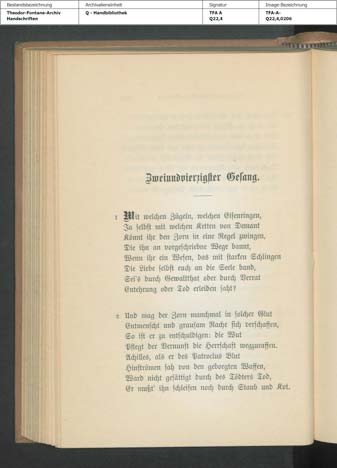 Bestandsbezeichnung Archivalieneinheit Signatur Image-Bezeichnung
Theodor-Fontane-Archiv Q - Handbibliothek TFA A TFA-A-
Handschriften Q22,4 Q22,4,0206
Zweiundvierzigster Gesang.
1 Mit welchen Zügeln, welchen Eisenringen,
Ja selbst mit welchen Ketten von Demant
Könnt ihr den Zorn in eine Regel zwingen,
Die ihn an vorgeschriebne Wege bannt,
Wenn ihr ein Wesen, das mit starken Schlingen
Die Liebe selbst euch an die Seele band,
Sei's durch Gewaltthat oder durch Verrat
Entehrung oder Tod erleiden saht?
2 Und mag der Zorn manchmal in solcher Glut
Entmenscht und grausam Rache sich verschaffen,
So ist er zu entschuldigen: die Wut
Pflegt der Vernunft die Herrschaft wegzuraffen.
Achilles, als er des Patroclus Blut
Hinströmen sah von den geborgten Waffen,
Ward nicht gesättigt durch des Tödters Tod,
Er mußt' ihn schleifen noch durch Staub und Kot.